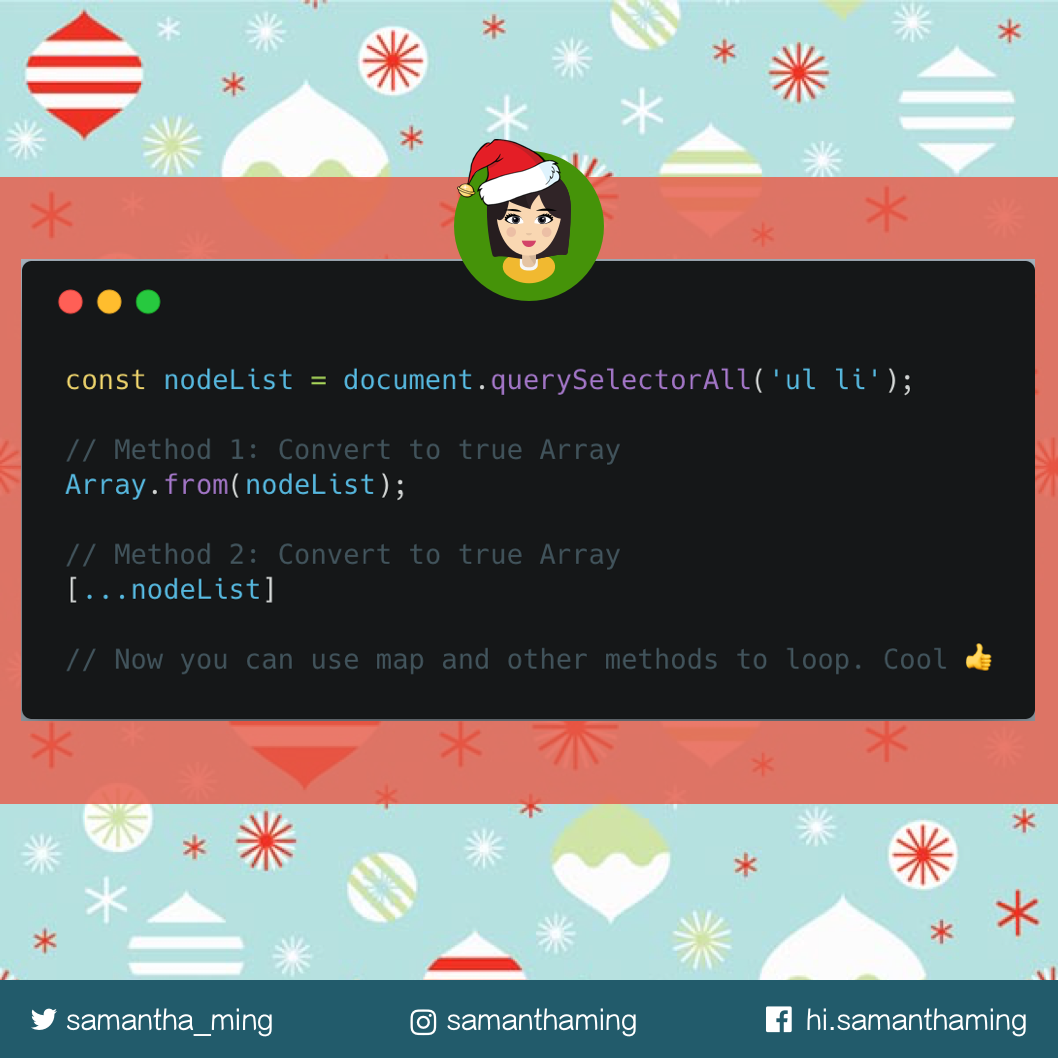 const nodeList = document.querySelectorAll('ul li');
// Method 1: Convert to true Array
Array.from(nodeList);
// Method 2: Convert to true Array
[...nodeList]
// Now you can use map and other methods to loop. Cool 👍
samantha_ming
samanthaming
hi.samanthaming